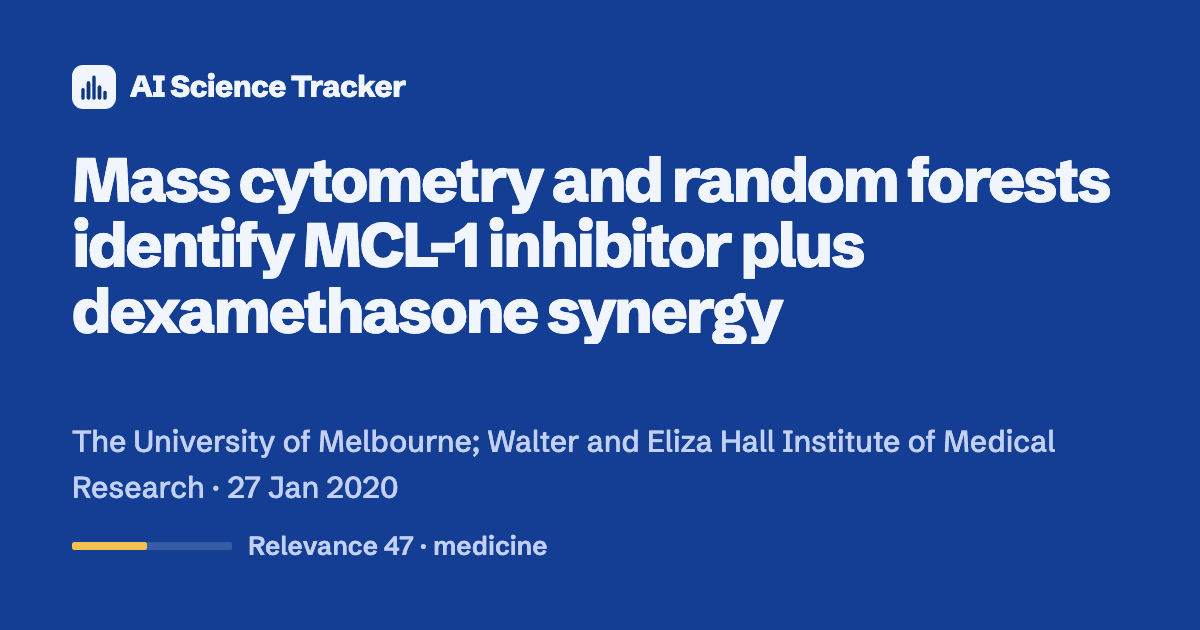 AI Science Tracker
Mass cytometry and random forests
identify MCL-1 inhibitor plus
dexamethasone synergy
The University of Melbourne; Walter and Eliza Hall Institute of Medical
Research · 27 Jan 2020
Relevance 47 · medicine